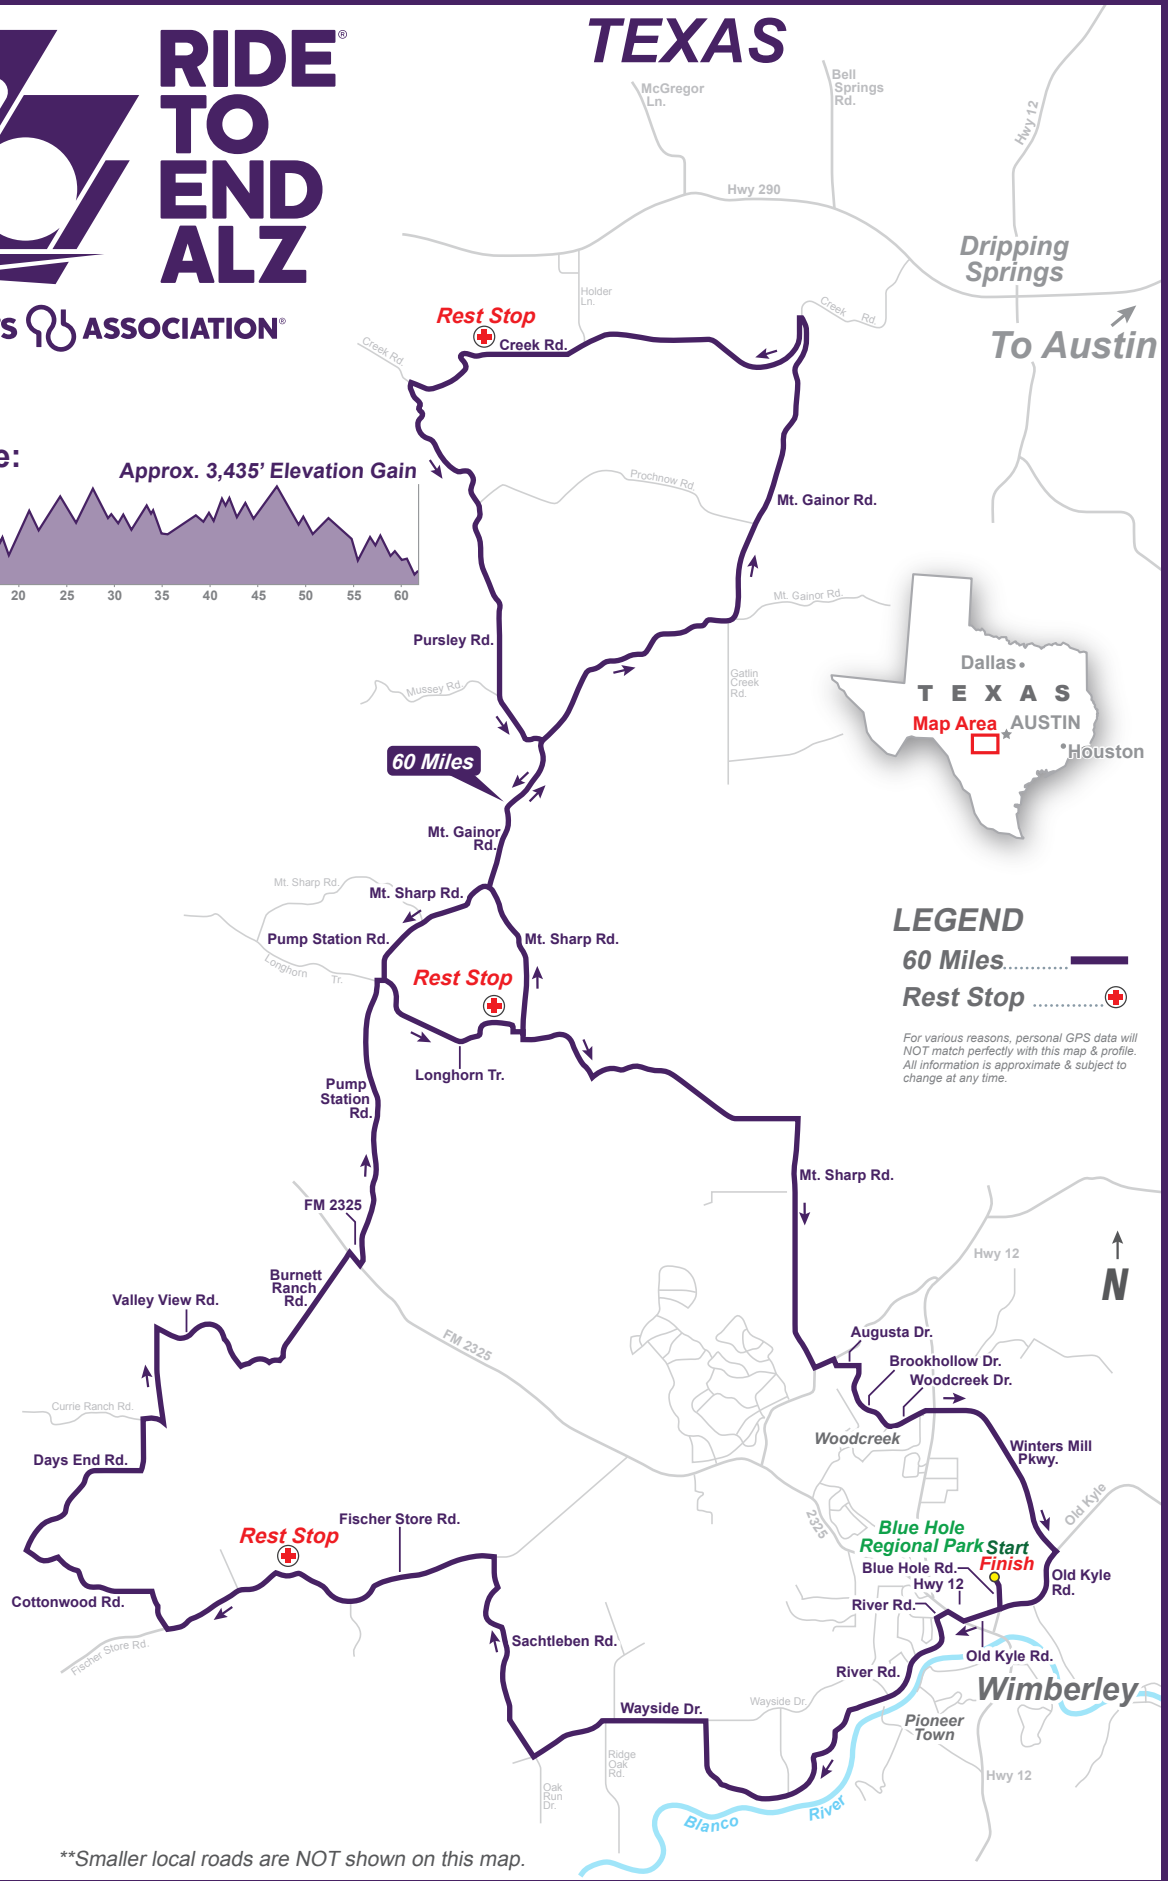 RIDE®
TO
END
ALZ
S ASSOCIATION®
TEXAS
McGregor
Ln.
Bell
Springs
Rd.
Hwy 12
Hwy 290
Dripping
Springs
To Austin
Holder
Ln.
Creek Rd.
Rest Stop
Creek Rd.
Creek Rd.
e:
Approx. 3,435' Elevation Gain
20 25 30 35 40 45 50 55 60
Prochnow Rd.
Mt. Gainor Rd.
Mt. Gainor Rd.
Pursley Rd.
Mussey Rd.
Gatlin
Creek
Rd.
Dallas
TEXAS
Map Area
AUSTIN
Houston
60 Miles
Mt. Gainor
Rd.
Mt. Sharp Rd.
Mt. Sharp Rd.
Pump Station Rd.
Mt. Sharp Rd.
Longhorn Tr.
Rest Stop
Longhorn Tr.
LEGEND
60 Miles
Rest Stop
For various reasons, personal GPS data will
NOT match perfectly with this map & profile.
All information is approximate & subject to
change at any time.
Pump
Station
Rd.
Mt. Sharp Rd.
FM 2325
Hwy 12
N
Burnett
Ranch
Rd.
Valley View Rd.
FM 2325
Augusta Dr.
Brookhollow Dr.
Woodcreek Dr.
Currie Ranch Rd.
Woodcreek
Winters Mill
Pkwy.
Days End Rd.
Old Kyle
2325
Fischer Store Rd.
Rest Stop
Blue Hole
Regional Park
Start
Finish
Blue Hole Rd.
Hwy 12
Old Kyle
Rd.
River Rd.
Cottonwood Rd.
Fischer Store Rd.
Sachtleben Rd.
Old Kyle Rd.
River Rd.
Wimberley
Wayside Dr.
Wayside Dr.
Pioneer
Town
Ridge
Oak
Rd.
Oak
Run
Dr.
Hwy 12
Blanco River
**Smaller local roads are NOT shown on this map.